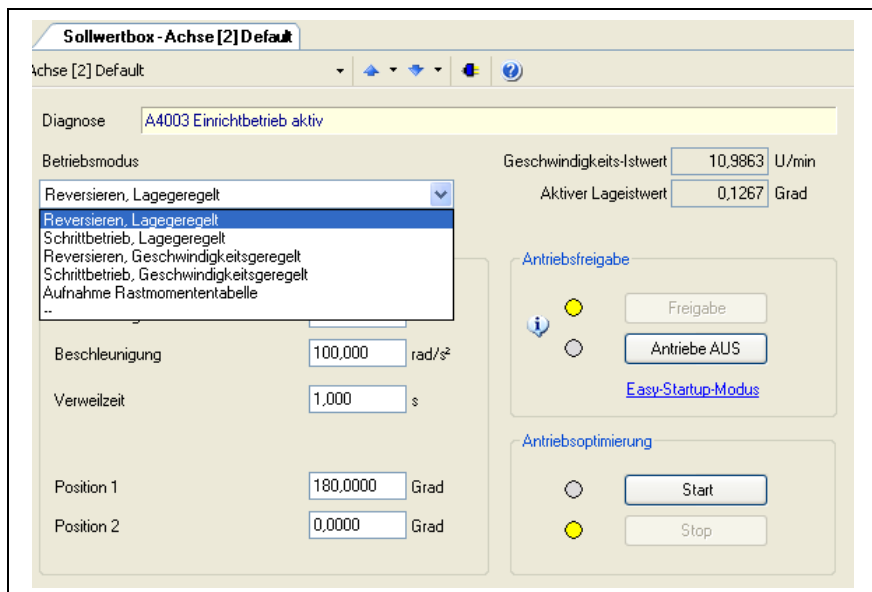 Sollwertbox - Achse [2] Default
Achse [2] Default
Diagnose
A4003 Einrichtbetrieb aktiv
Betriebsmodus
Reversieren, Lagegeregelt
Reversieren, Lagegeregelt
Schrittbetrieb, Lagegeregelt
Reversieren, Geschwindigkeitsgeregelt
Schrittbetrieb, Geschwindigkeitsgeregelt
Aufnahme Rastmomententabelle
--
Beschleunigung 100,000 rad/s²
Verweilzeit 1,000 s
Position 1 180,0000 Grad
Position 2 0,0000 Grad
Geschwindigkeits-Istwert 10,9863 U/min
Aktiver Lageistwert 0,1267 Grad
Antriebsfreigabe
Freigabe
Antriebe AUS
Easy-Startup-Modus
Antriebsoptimierung
Start
Stop